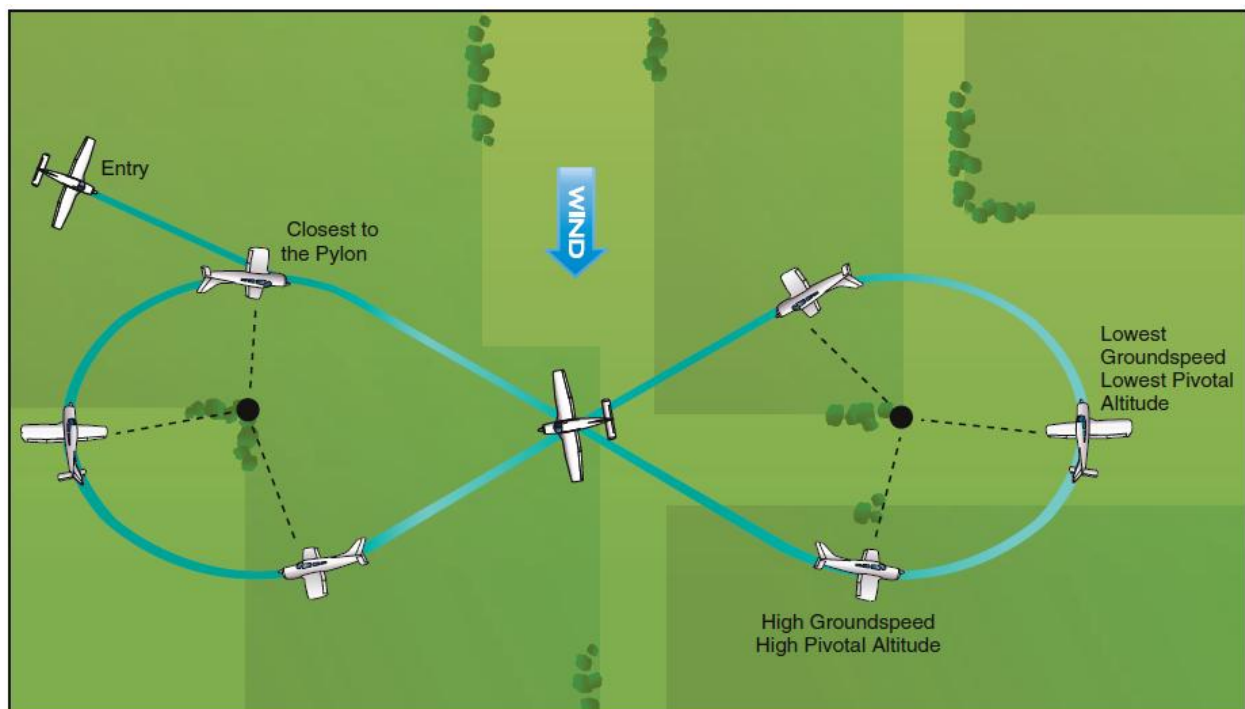 Entry
Closest to
the Pylon
WIND
Lowest
Groundspeed
Lowest Pivotal
Altitude
High Groundspeed
High Pivotal Altitude